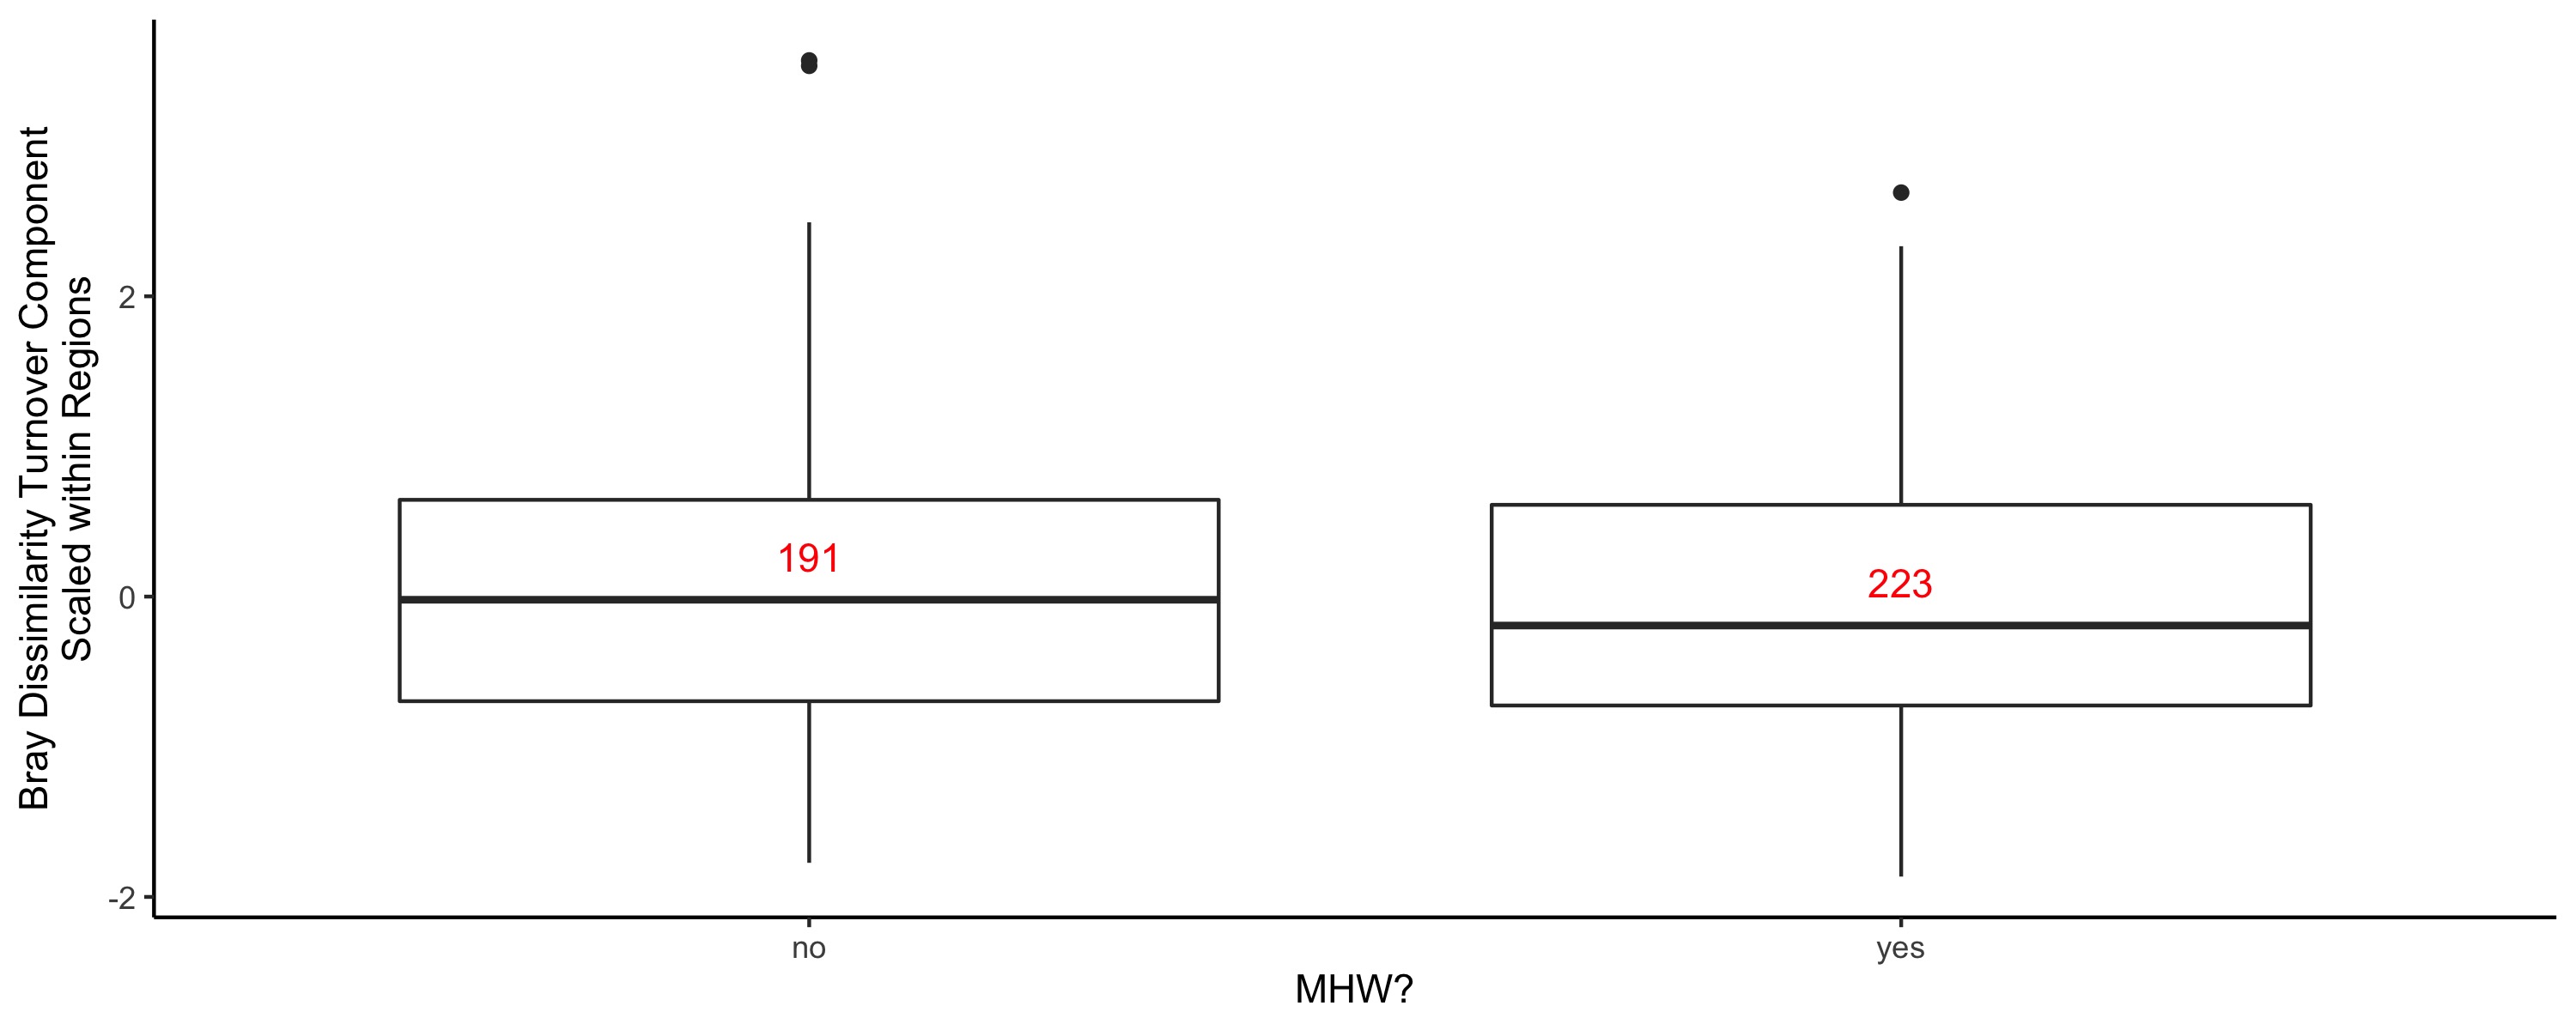 Bray Dissimilarity Turnover Component
Scaled within Regions
2
0
-2
191
223
no
yes
MHW?